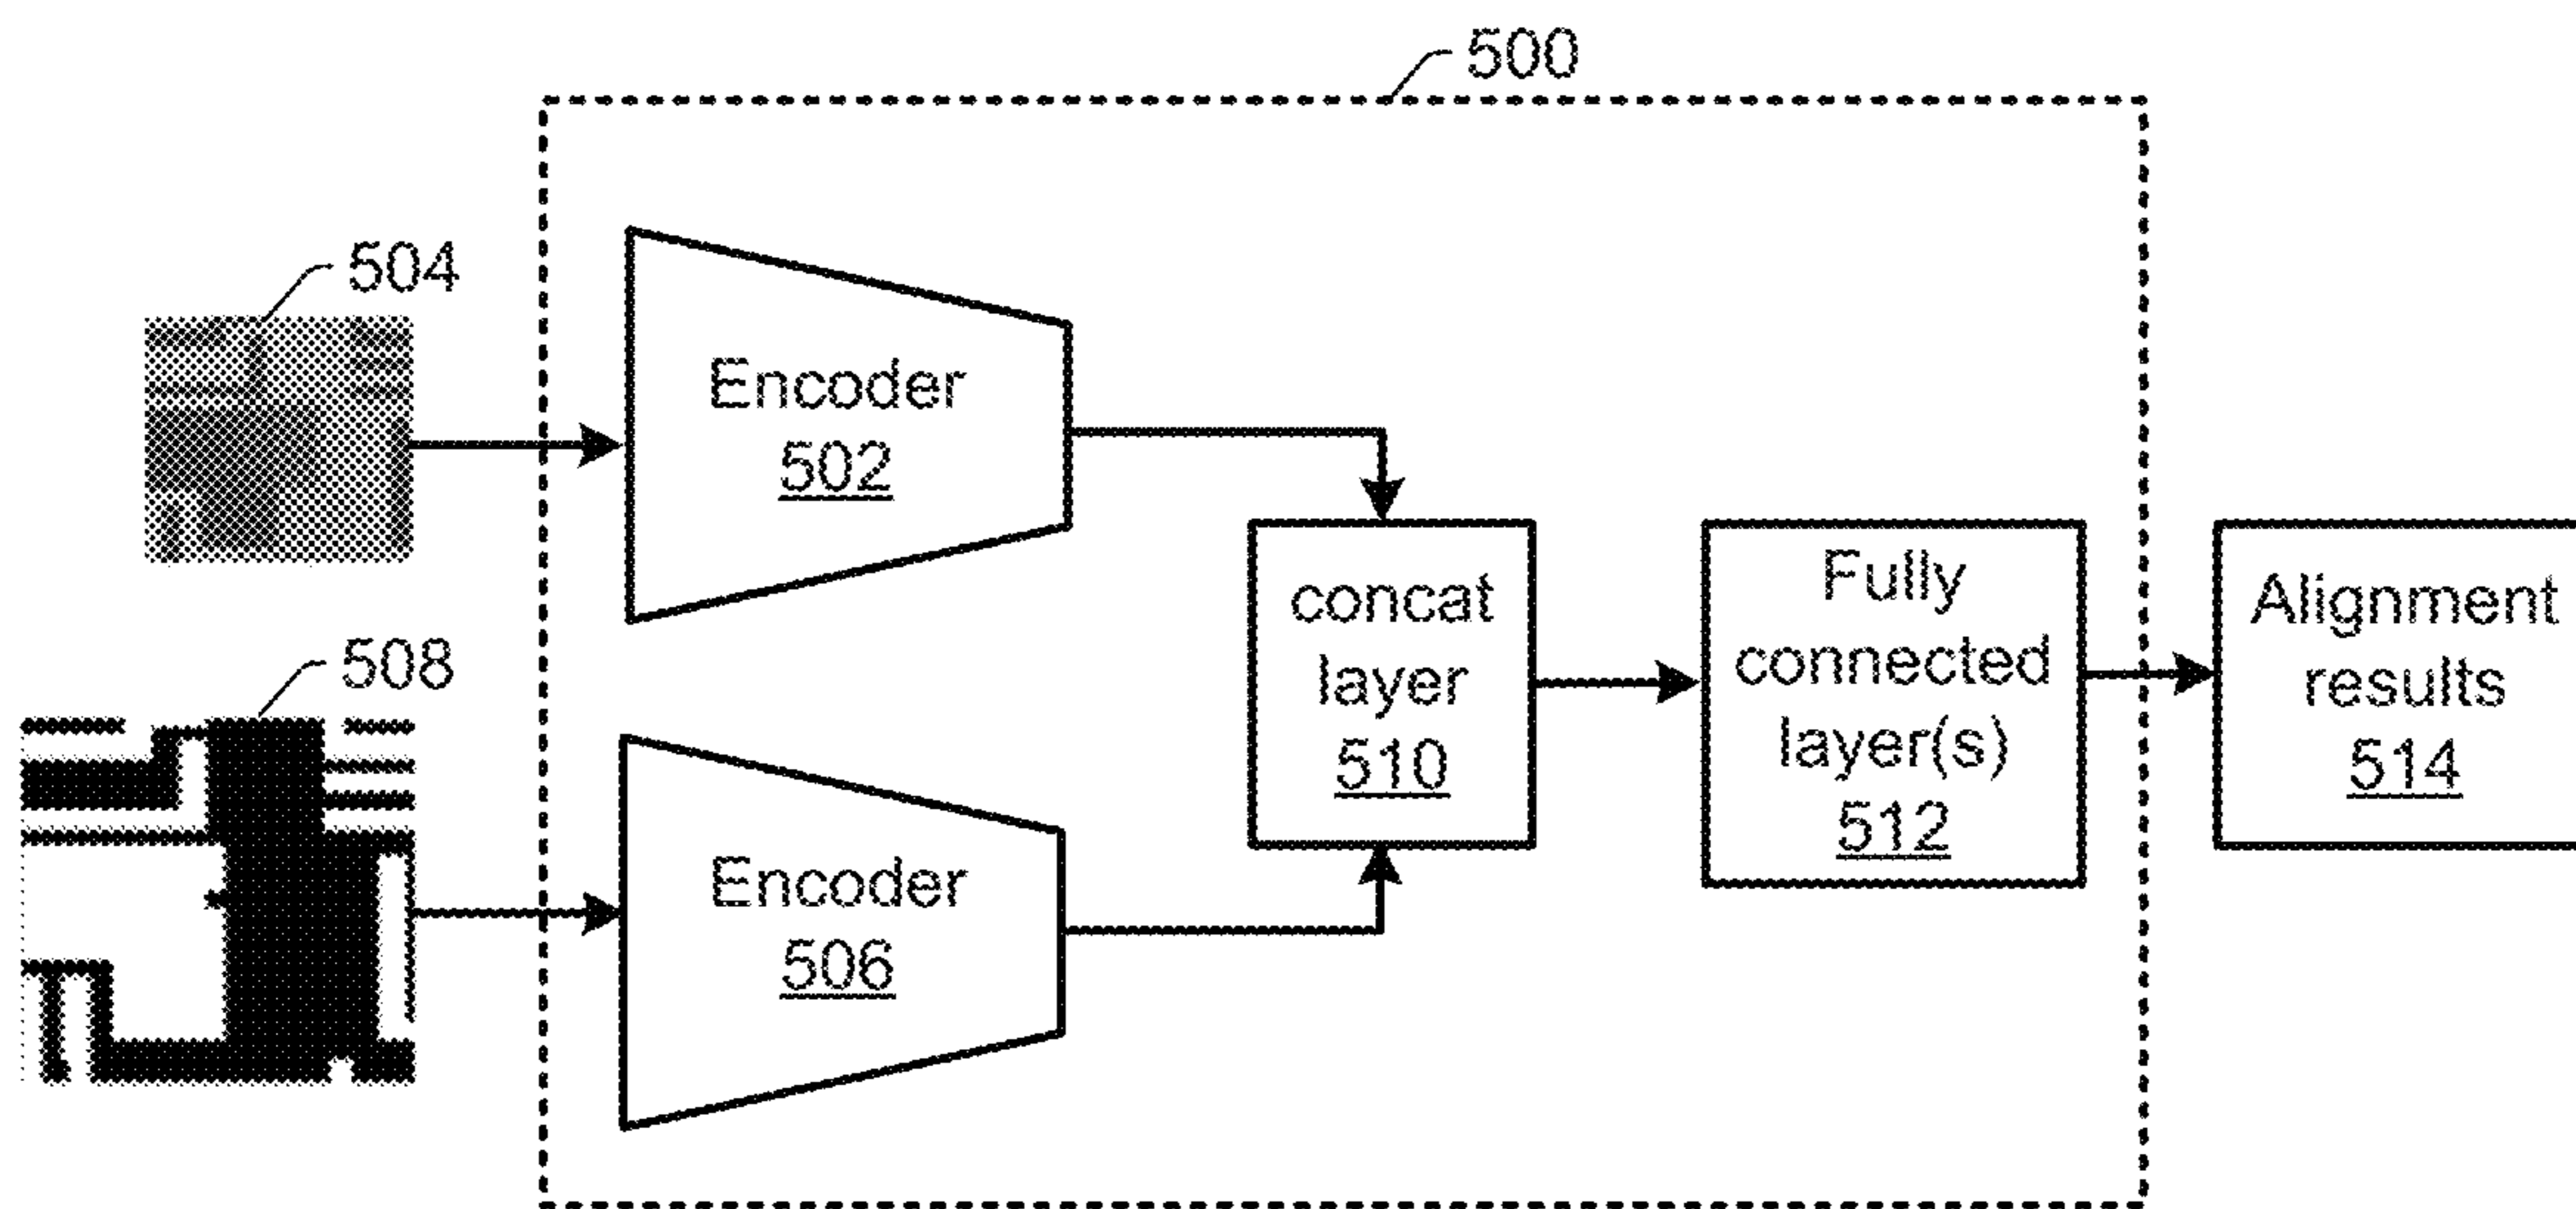 500
504
Encoder
502
508
concat
layer
510
Fully
connected
layer(s)
512
Alignment
results
514
Encoder
506